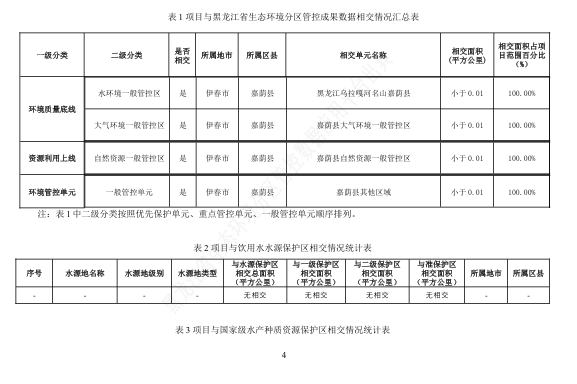 表 1 项目与黑龙江省生态环境分区管控成果数据相交情况汇总表
一级分类 二级分类 是否相交 所属地市 所属区县 相交单元名称 相交面积(平方公里) 相交面积占项目范围百分比(%)
环境质量底线 水环境一般管控区 是 伊春市 嘉荫县 黑龙江乌拉嘎河名山嘉荫县 小于 0.01 100.00%
大气环境一般管控区 是 伊春市 嘉荫县 嘉荫县大气环境一般管控区 小于 0.01 100.00%
资源利用上线 自然资源一般管控区 是 伊春市 嘉荫县 嘉荫县自然资源一般管控区 小于 0.01 100.00%
环境管控单元 一般管控单元 是 伊春市 嘉荫县 嘉荫县其他区域 小于 0.01 100.00%
注：表 1 中二级分类按照优先保护单元、重点管控单元、一般管控单元顺序排列。
表 2 项目与饮用水水源保护区相交情况统计表
序号 水源地名称 水源地级别 水源地类型 与水源保护区相交总面积（平方公里） 与一级保护区相交面积（平方公里） 与二级保护区相交面积（平方公里） 与准保护区相交面积（平方公里） 所属地市 所属区县
- - - - 无相交 无相交 无相交 无相交 - -
表 3 项目与国家级水产种质资源保护区相交情况统计表
4